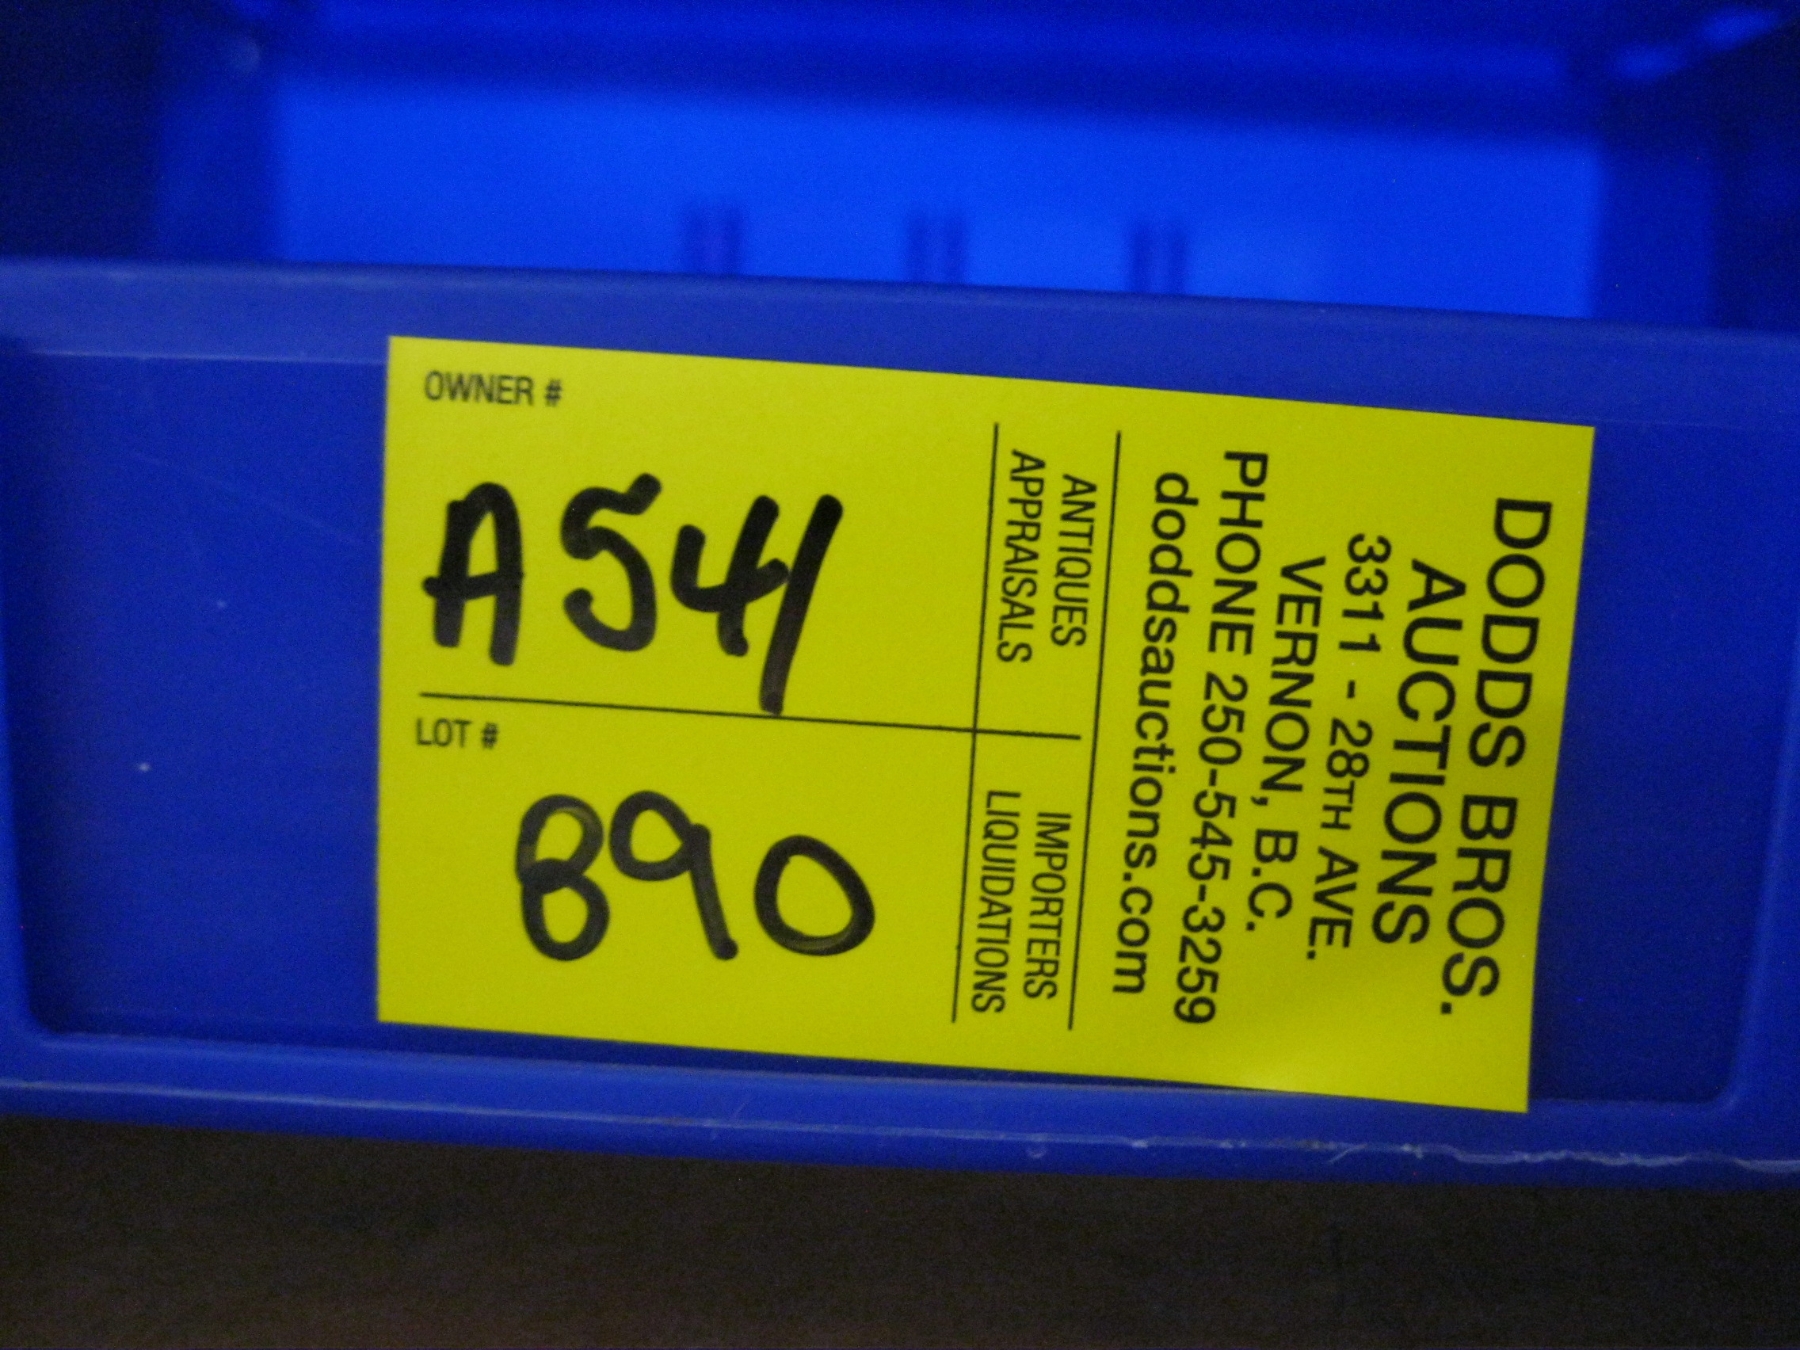 OWNER #
A541
LOT #
890
DODDS BROS.
AUCTIONS
3311 - 28TH AVE.
VERNON, B.C.
PHONE 250-545-3259
doddsauctions.com
ANTIQUES
APPRAISALS
IMPORTERS
LIQUIDATIONS